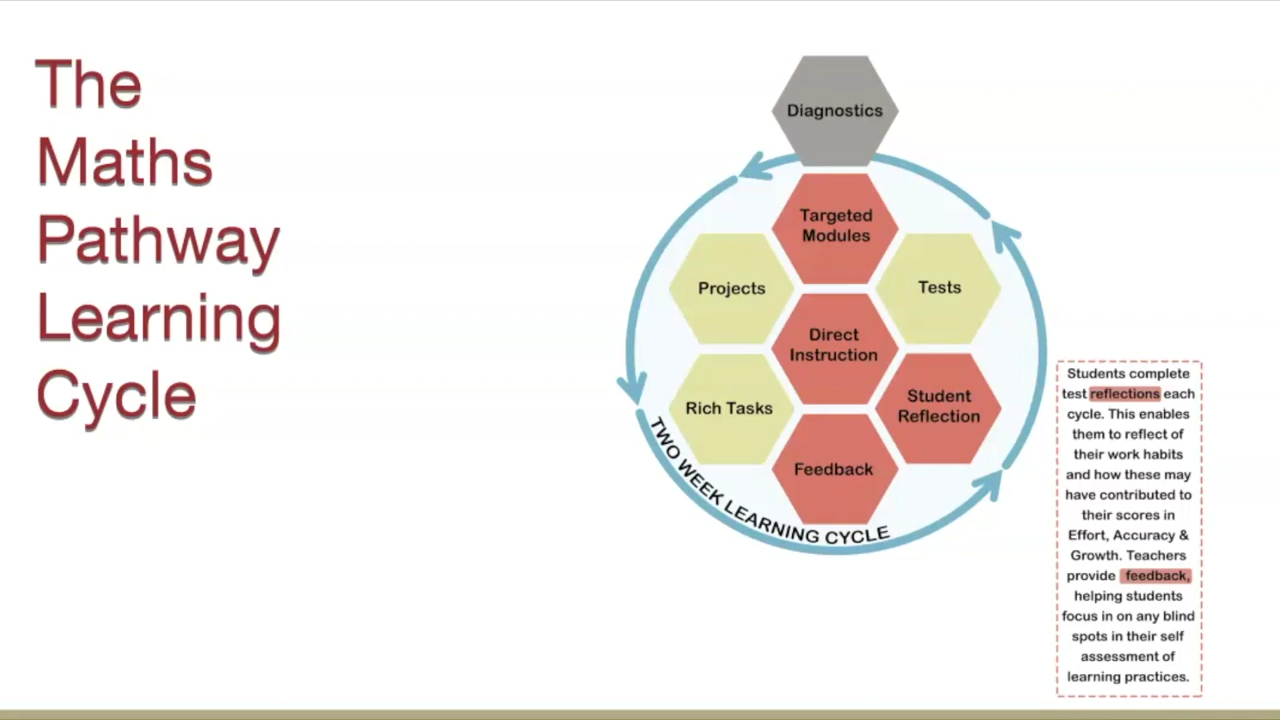 The
Maths
Pathway
Learning
Cycle
Diagnostics
Targeted
Modules
Projects
Tests
Direct
Instruction
Rich Tasks
Student
Reflection
Feedback
TWO WEEK LEARNING CYCLE
Students complete
test reflections each
cycle. This enables
them to reflect of
their work habits
and how these may
have contributed to
their scores in
Effort, Accuracy &
Growth. Teachers
provide feedback,
helping students
focus in on any blind
spots in their self
assessment of
learning practices.